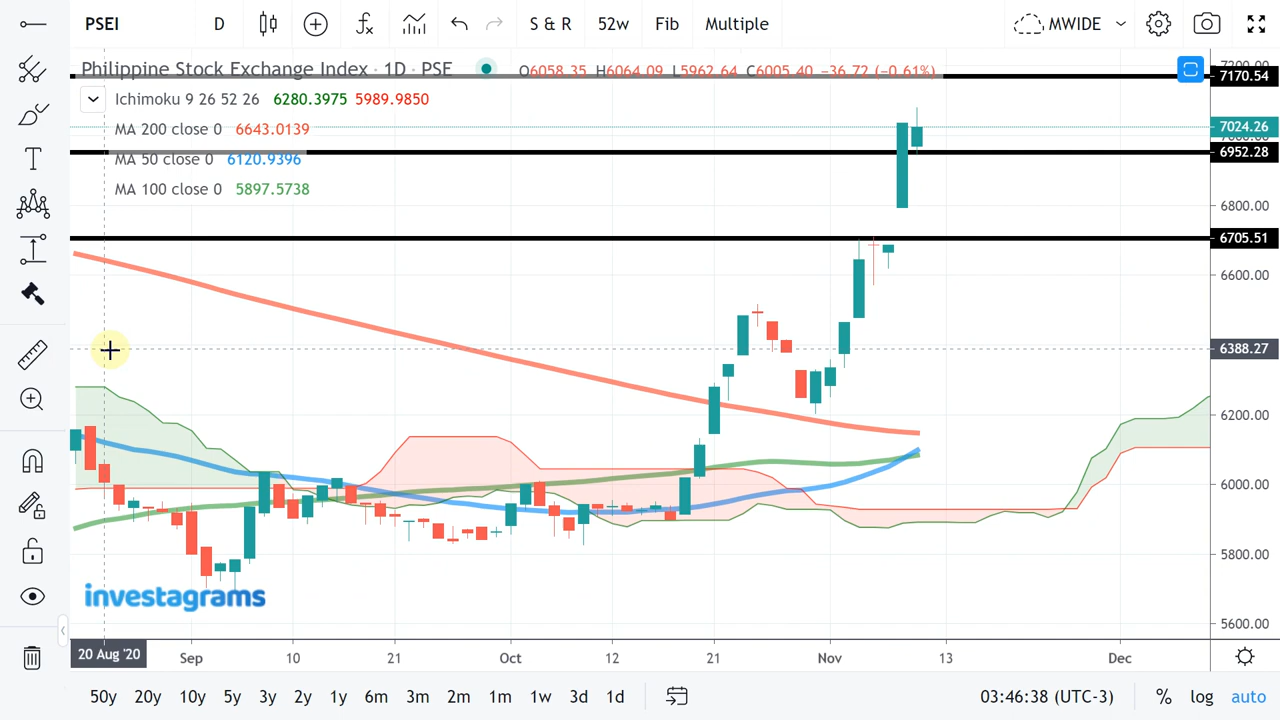 PSEI D S & R 52w Fib Multiple MWIDE
Philippine Stock Exchange Index · 1D · PSE O6058.35 H6064.09 L5962.64 C6005.40 −36.72 (−0.61%)
Ichimoku 9 26 52 26 6280.3975 5989.9850
MA 200 close 0 6643.0139
MA 50 close 0 6120.9396
MA 100 close 0 5897.5738
7200.00
7170.54
7024.26
7000.00
6952.28
6800.00
6705.51
6600.00
6388.27
6200.00
6000.00
5800.00
5600.00
investagrams
20 Aug '20 Sep 10 21 Oct 12 21 Nov 13 Dec
50y 20y 10y 5y 3y 2y 1y 6m 3m 2m 1m 1w 3d 1d 03:46:38 (UTC-3) % log auto